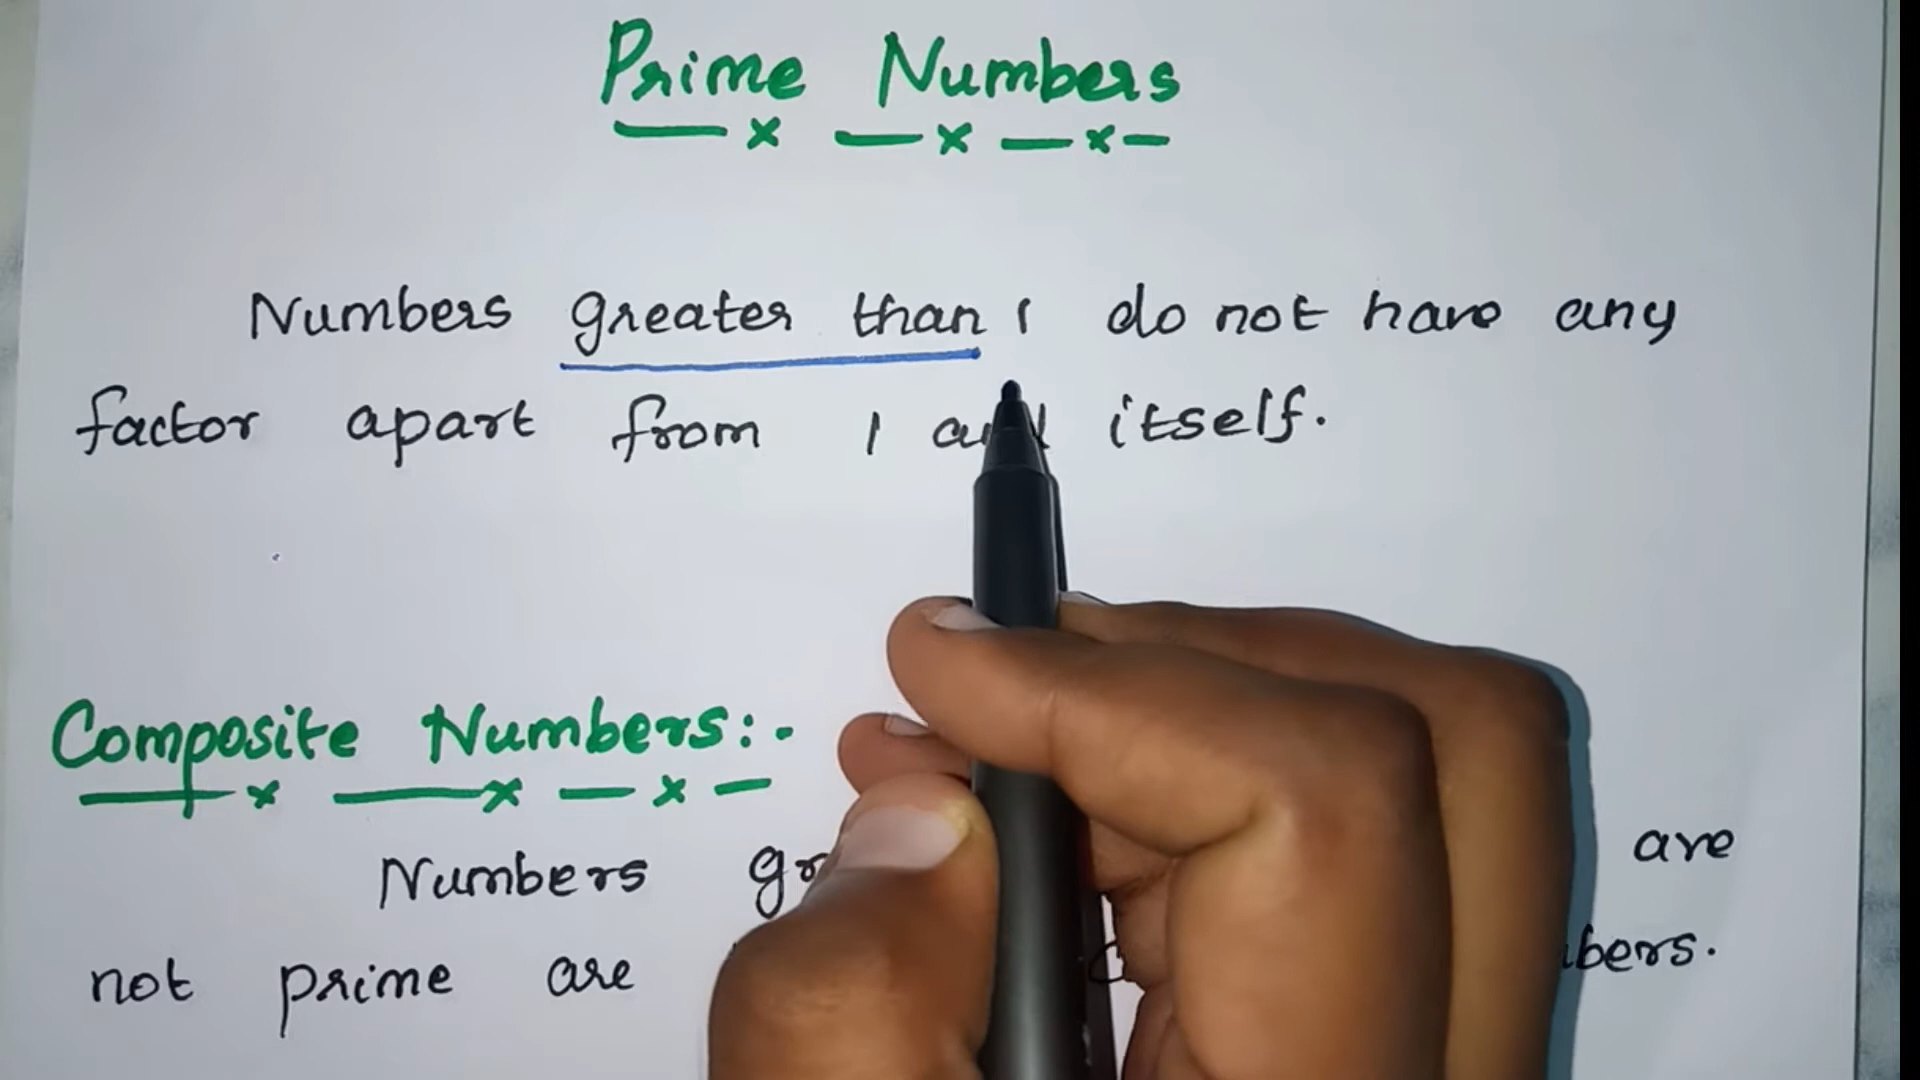 Prime Numbers
Numbers greater than 1 do not have any
factor apart from 1 and itself.
Composite Numbers:-
Numbers are
not prime are